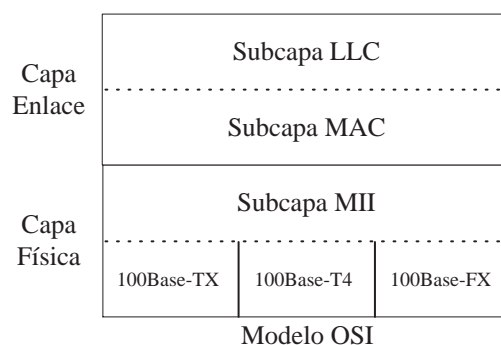 Capa
Enlace
Subcapa LLC
Subcapa MAC
Capa
Física
Subcapa MII
100Base-TX
100Base-T4
100Base-FX
Modelo OSI